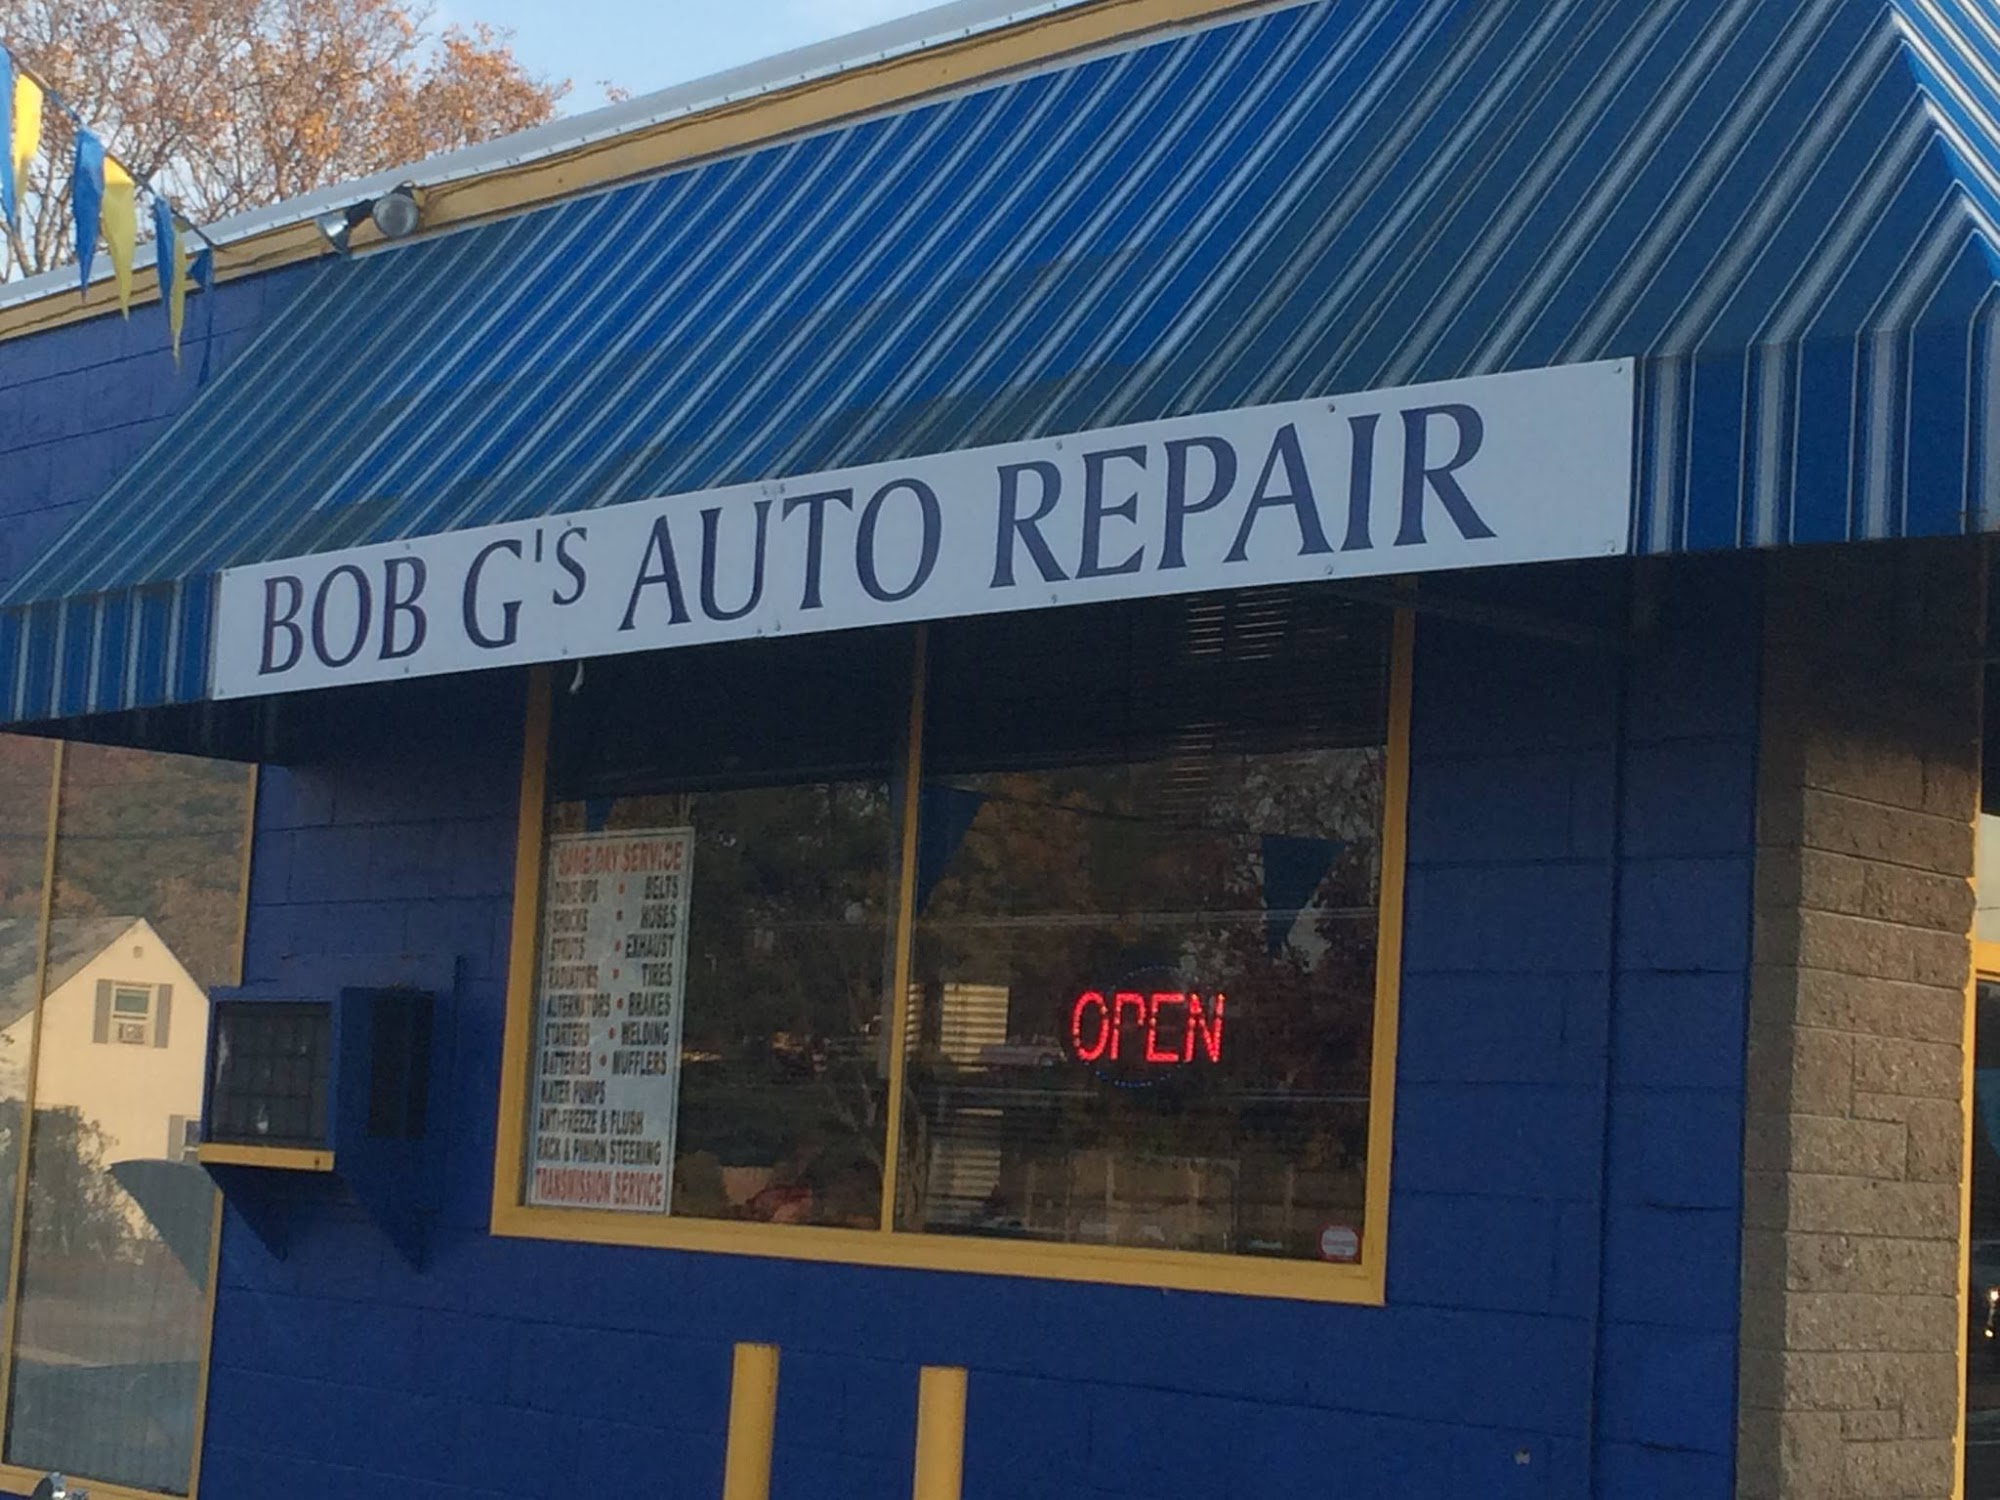 BOB G'S AUTO REPAIR
SAME DAY SERVICE
TUNE-UPS • BELTS
SHOCKS • HOSES
STRUTS • EXHAUST
RADIATORS • TIRES
ALTERNATORS • BRAKES
STARTERS • WELDING
BATTERIES • MUFFLERS
WATER PUMPS
ANTI-FREEZE & FLUSH
RACK & PINION STEERING
TRANSMISSION SERVICE
OPEN